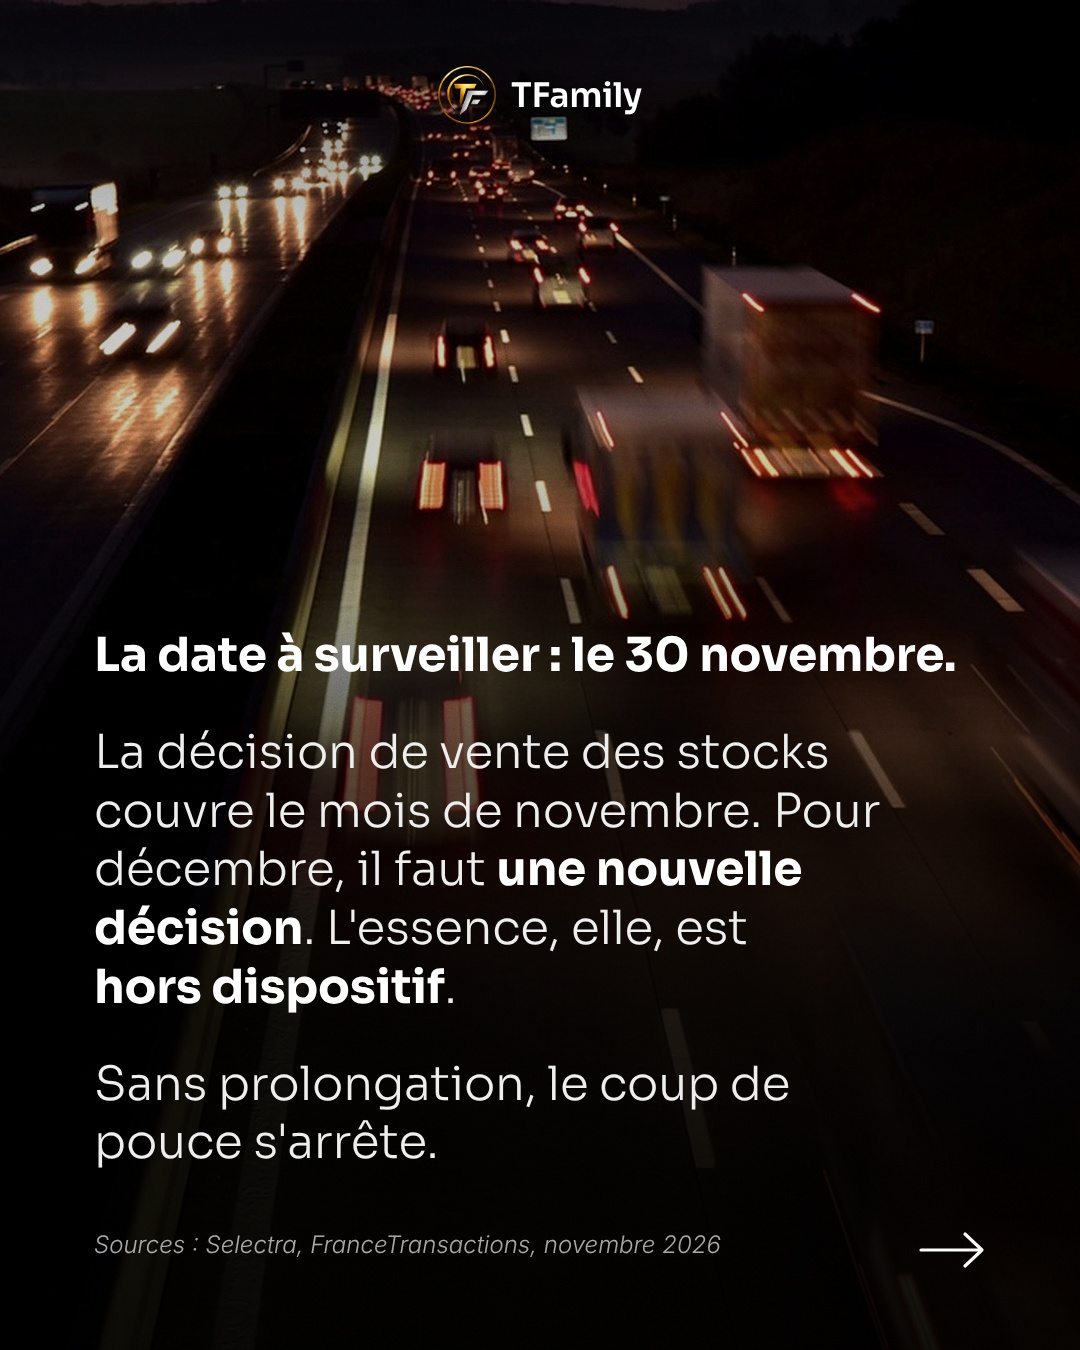 TF TFamily
La date à surveiller : le 30 novembre.
La décision de vente des stocks
couvre le mois de novembre. Pour
décembre, il faut une nouvelle
décision. L'essence, elle, est
hors dispositif.
Sans prolongation, le coup de
pouce s'arrête.
Sources : Selectra, FranceTransactions, novembre 2026